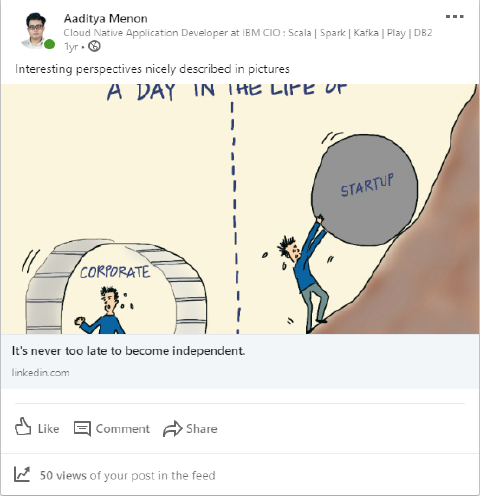 Aaditya Menon
Cloud Native Application Developer at IBM CIO : Scala | Spark | Kafka | Play | DB2
1yr •
Interesting perspectives nicely described in pictures
A DAY IN THE LIFE OF
CORPORATE
STARTUP
It's never too late to become independent.
linkedin.com
Like Comment Share
50 views of your post in the feed